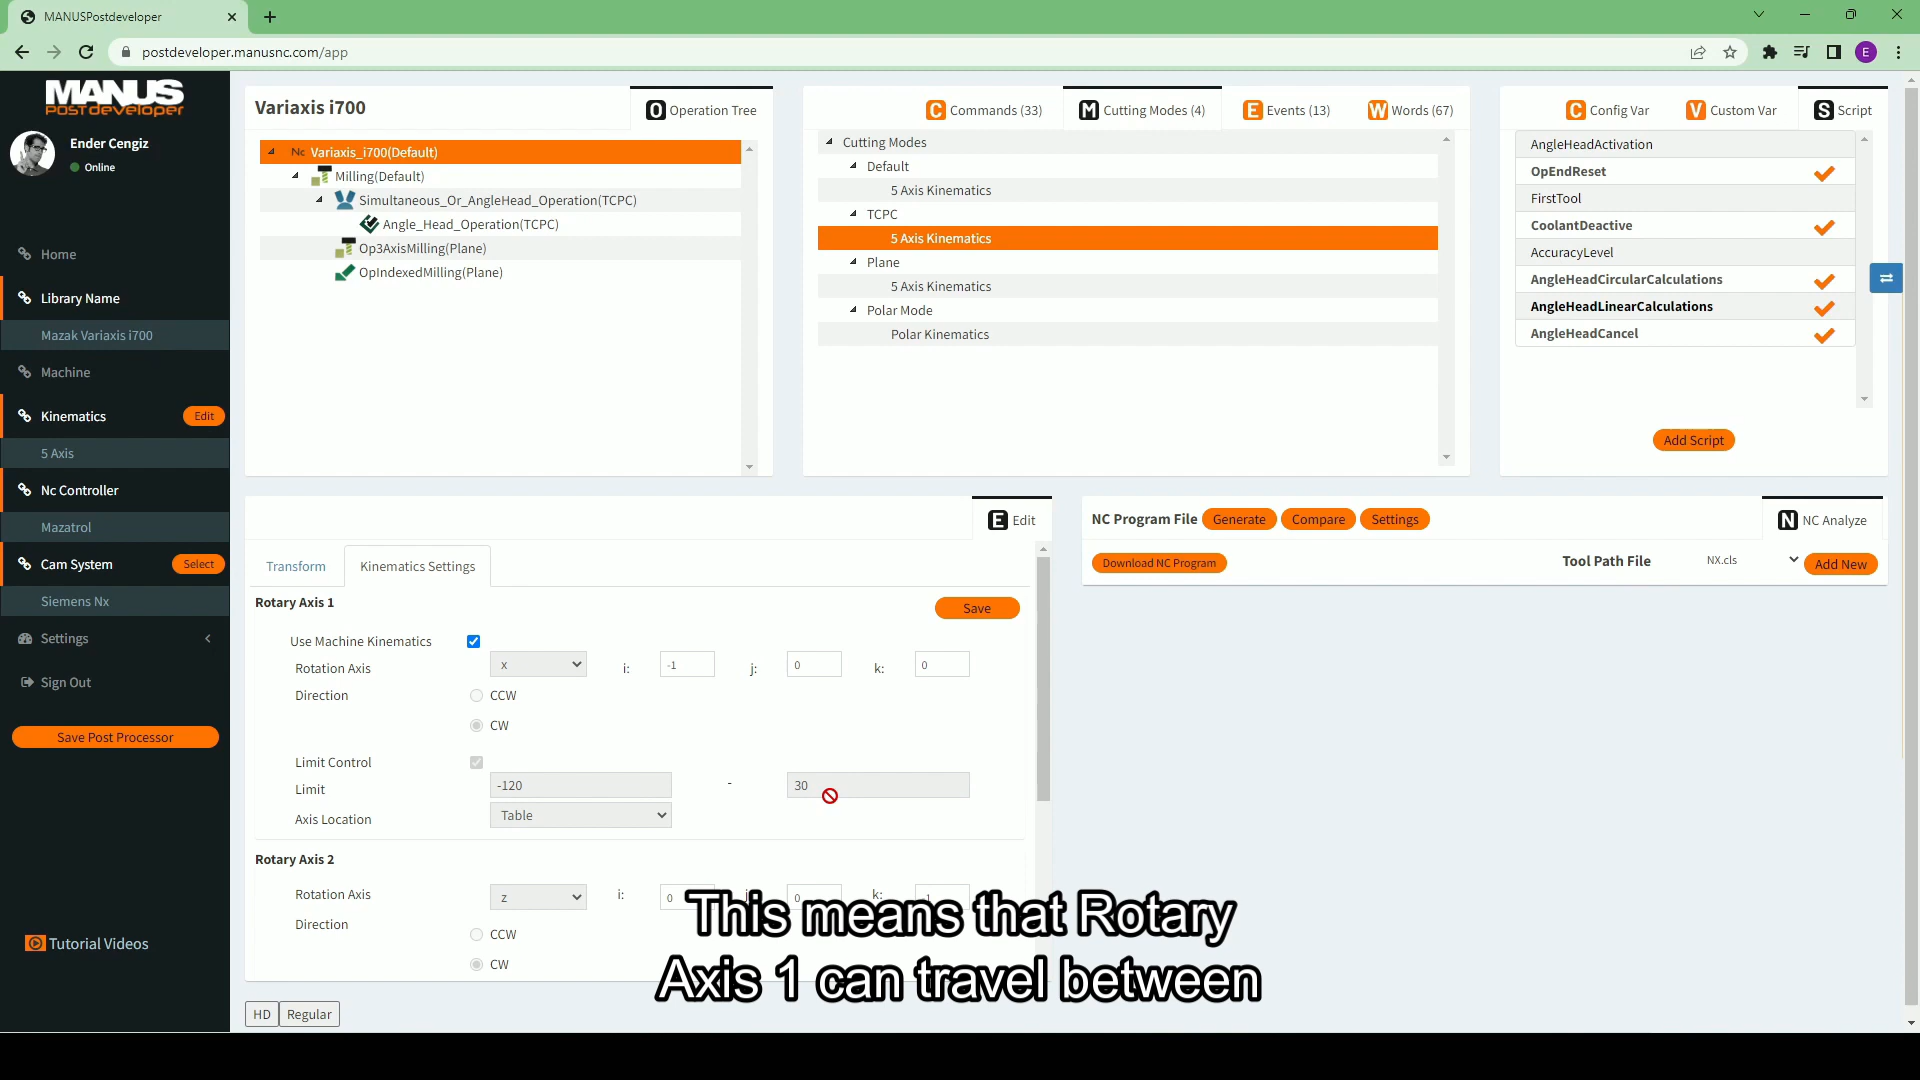 MANUSPostdeveloper
postdeveloper.manusnc.com/app
E
MANUS
Postdeveloper
Ender Cengiz
Online
Home
Library Name
Mazak Variaxis i700
Machine
Kinematics
Edit
5 Axis
Nc Controller
Mazatrol
Cam System
Select
Siemens Nx
Settings
Sign Out
Save Post Processor
Tutorial Videos
Variaxis i700
O Operation Tree
Nc Variaxis_i700(Default)
Milling(Default)
Simultaneous_Or_AngleHead_Operation(TCPC)
Angle_Head_Operation(TCPC)
Op3AxisMilling(Plane)
OpIndexedMilling(Plane)
C Commands (33)
M Cutting Modes (4)
E Events (13)
W Words (67)
Cutting Modes
Default
5 Axis Kinematics
TCPC
5 Axis Kinematics
Plane
5 Axis Kinematics
Polar Mode
Polar Kinematics
C Config Var
V Custom Var
S Script
AngleHeadActivation
OpEndReset
FirstTool
CoolantDeactive
AccuracyLevel
AngleHeadCircularCalculations
AngleHeadLinearCalculations
AngleHeadCancel
Add Script
E Edit
Transform
Kinematics Settings
Rotary Axis 1
Save
Use Machine Kinematics
Rotation Axis
x
i:
-1
j:
0
k:
0
Direction
CCW
CW
Limit Control
Limit
-120
-
30
Axis Location
Table
Rotary Axis 2
Rotation Axis
z
i:
0
0
k:
Direction
CCW
CW
HD
Regular
NC Program File
Generate
Compare
Settings
N NC Analyze
Download NC Program
Tool Path File
NX.cls
Add New
This means that Rotary
Axis 1 can travel between